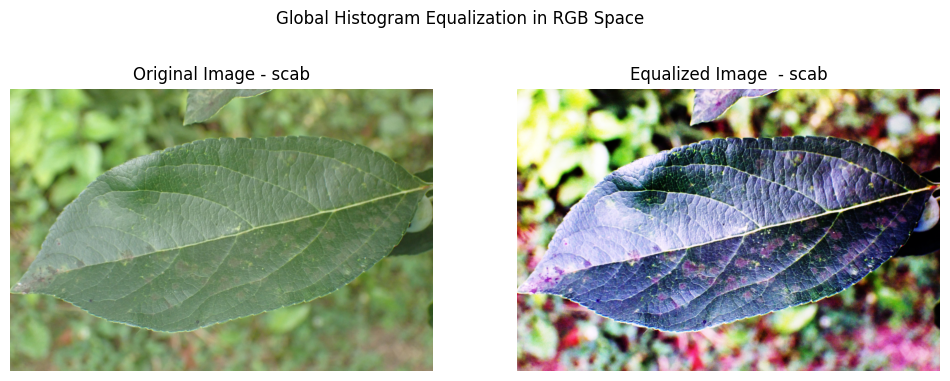 Global Histogram Equalization in RGB Space
Original Image - scab
Equalized Image  - scab